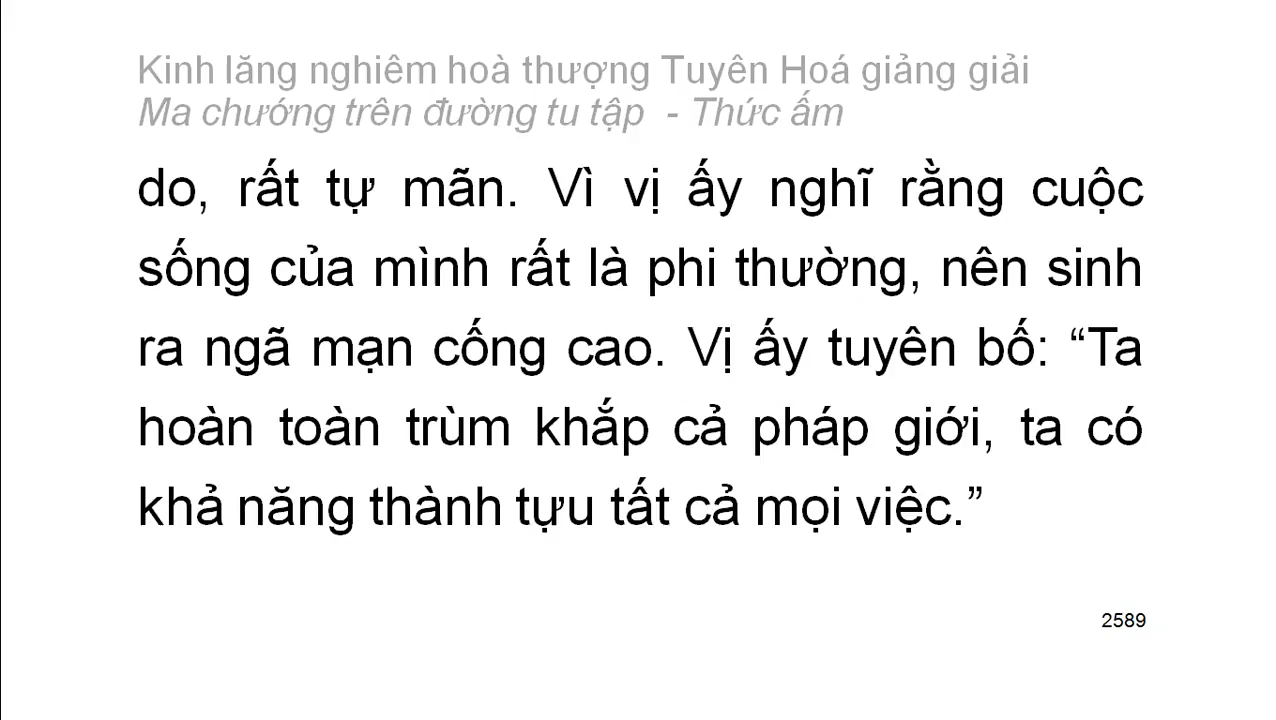 Kinh lăng nghiêm hoà thượng Tuyên Hoá giảng giải
Ma chướng trên đường tu tập - Thức ấm
do, rất tự mãn. Vì vị ấy nghĩ rằng cuộc
sống của mình rất là phi thường, nên sinh
ra ngã mạn cống cao. Vị ấy tuyên bố: “Ta
hoàn toàn trùm khắp cả pháp giới, ta có
khả năng thành tựu tất cả mọi việc.”
2589